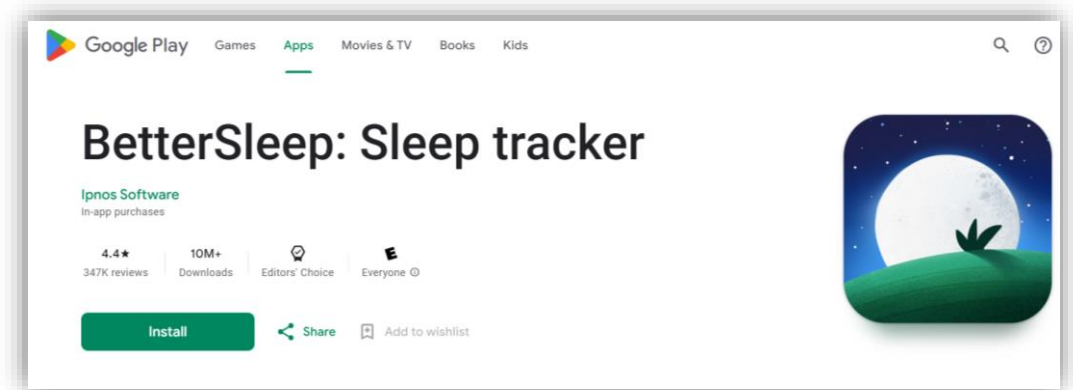 Google Play Games Apps Movies & TV Books Kids
BetterSleep: Sleep tracker
Ipnos Software
In-app purchases
4.4★ 10M+ E
347K reviews Downloads Editors' Choice Everyone
Install Share Add to wishlist